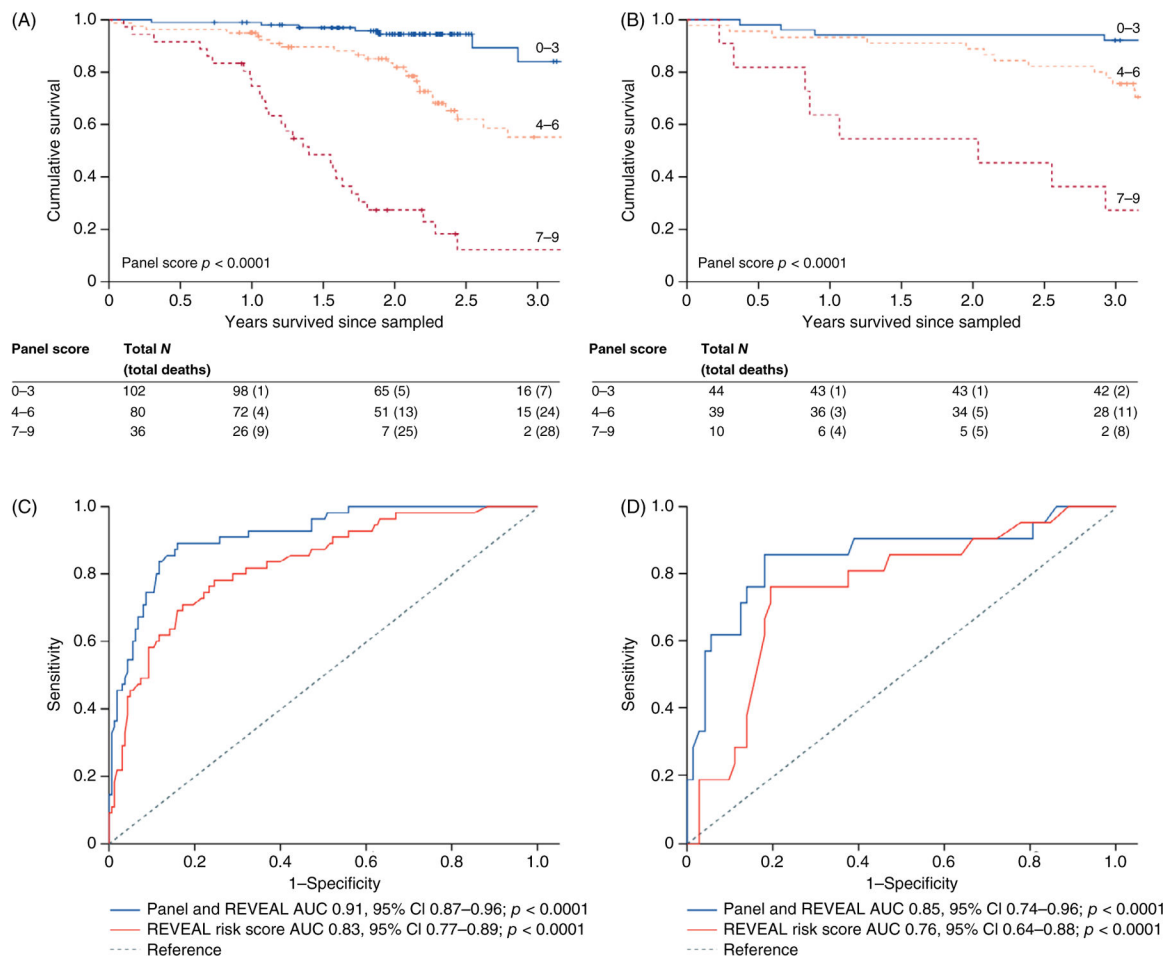 (A)
1.0
0.8
0.6
0.4
0.2
0
Cumulative survival
0–3
4–6
7–9
Panel score p < 0.0001
0 0.5 1.0 1.5 2.0 2.5 3.0
Years survived since sampled
Panel score Total N
(total deaths)
0–3 102 98 (1) 65 (5) 16 (7)
4–6 80 72 (4) 51 (13) 15 (24)
7–9 36 26 (9) 7 (25) 2 (28)
(B)
1.0
0.8
0.6
0.4
0.2
0
Cumulative survival
0–3
4–6
7–9
Panel score p < 0.0001
0 0.5 1.0 1.5 2.0 2.5 3.0
Years survived since sampled
Panel score Total N
(total deaths)
0–3 44 43 (1) 43 (1) 42 (2)
4–6 39 36 (3) 34 (5) 28 (11)
7–9 10 6 (4) 5 (5) 2 (8)
(C)
1.0
0.8
0.6
0.4
0.2
0
Sensitivity
0 0.2 0.4 0.6 0.8 1.0
1–Specificity
Panel and REVEAL AUC 0.91, 95% CI 0.87–0.96; p < 0.0001
REVEAL risk score AUC 0.83, 95% CI 0.77–0.89; p < 0.0001
Reference
(D)
1.0
0.8
0.6
0.4
0.2
0
Sensitivity
0 0.2 0.4 0.6 0.8 1.0
1–Specificity
Panel and REVEAL AUC 0.85, 95% CI 0.74–0.96; p < 0.0001
REVEAL risk score AUC 0.76, 95% CI 0.64–0.88; p < 0.0001
Reference